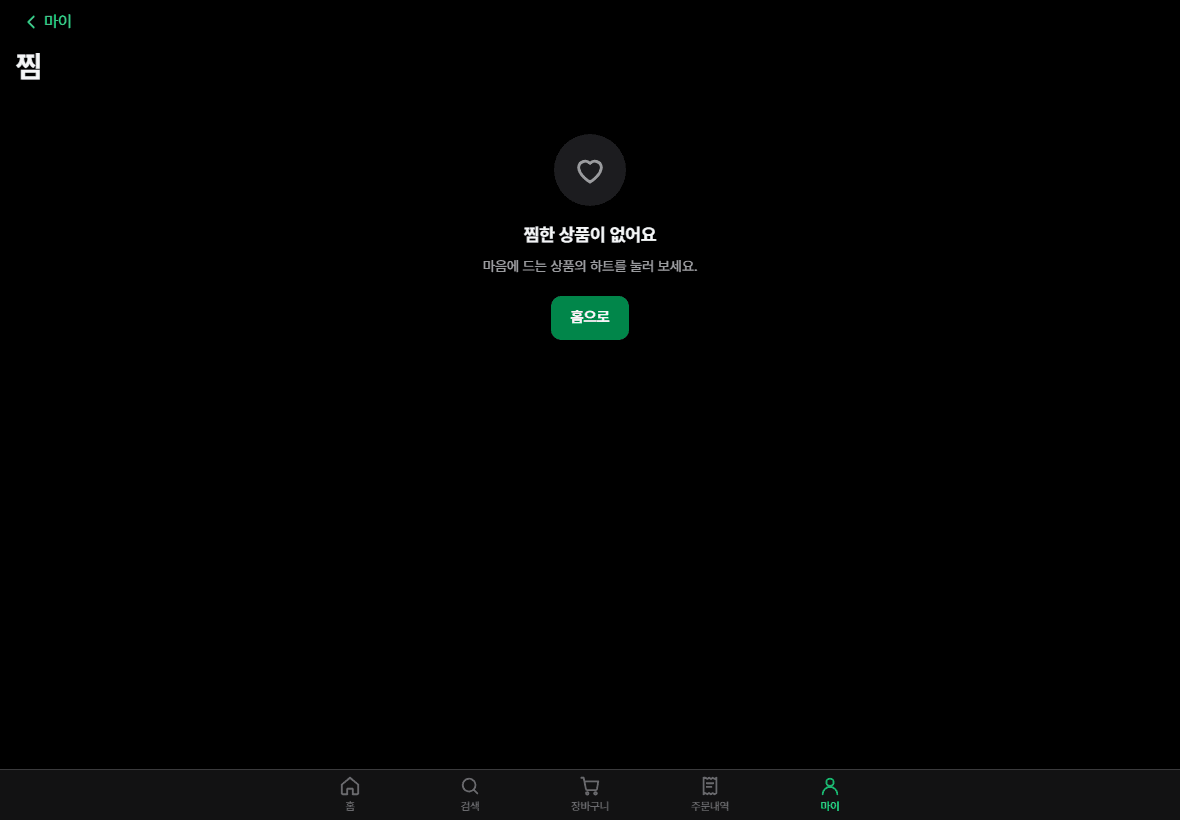 마이
찜
찜한 상품이 없어요
마음에 드는 상품의 하트를 눌러 보세요.
홈으로
홈
검색
장바구니
주문내역
마이